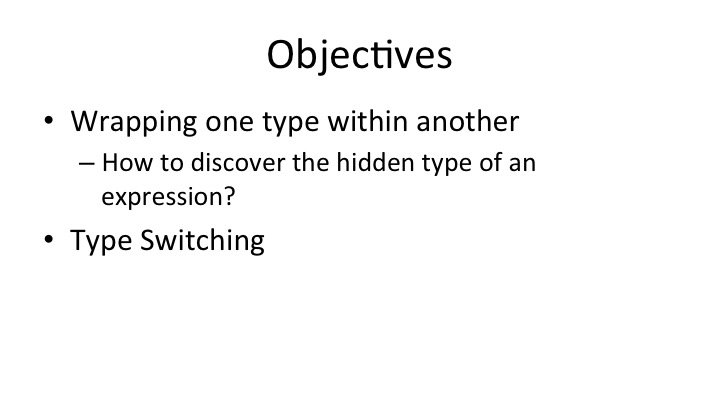 Objectives
• Wrapping one type within another
– How to discover the hidden type of an
expression?
• Type Switching